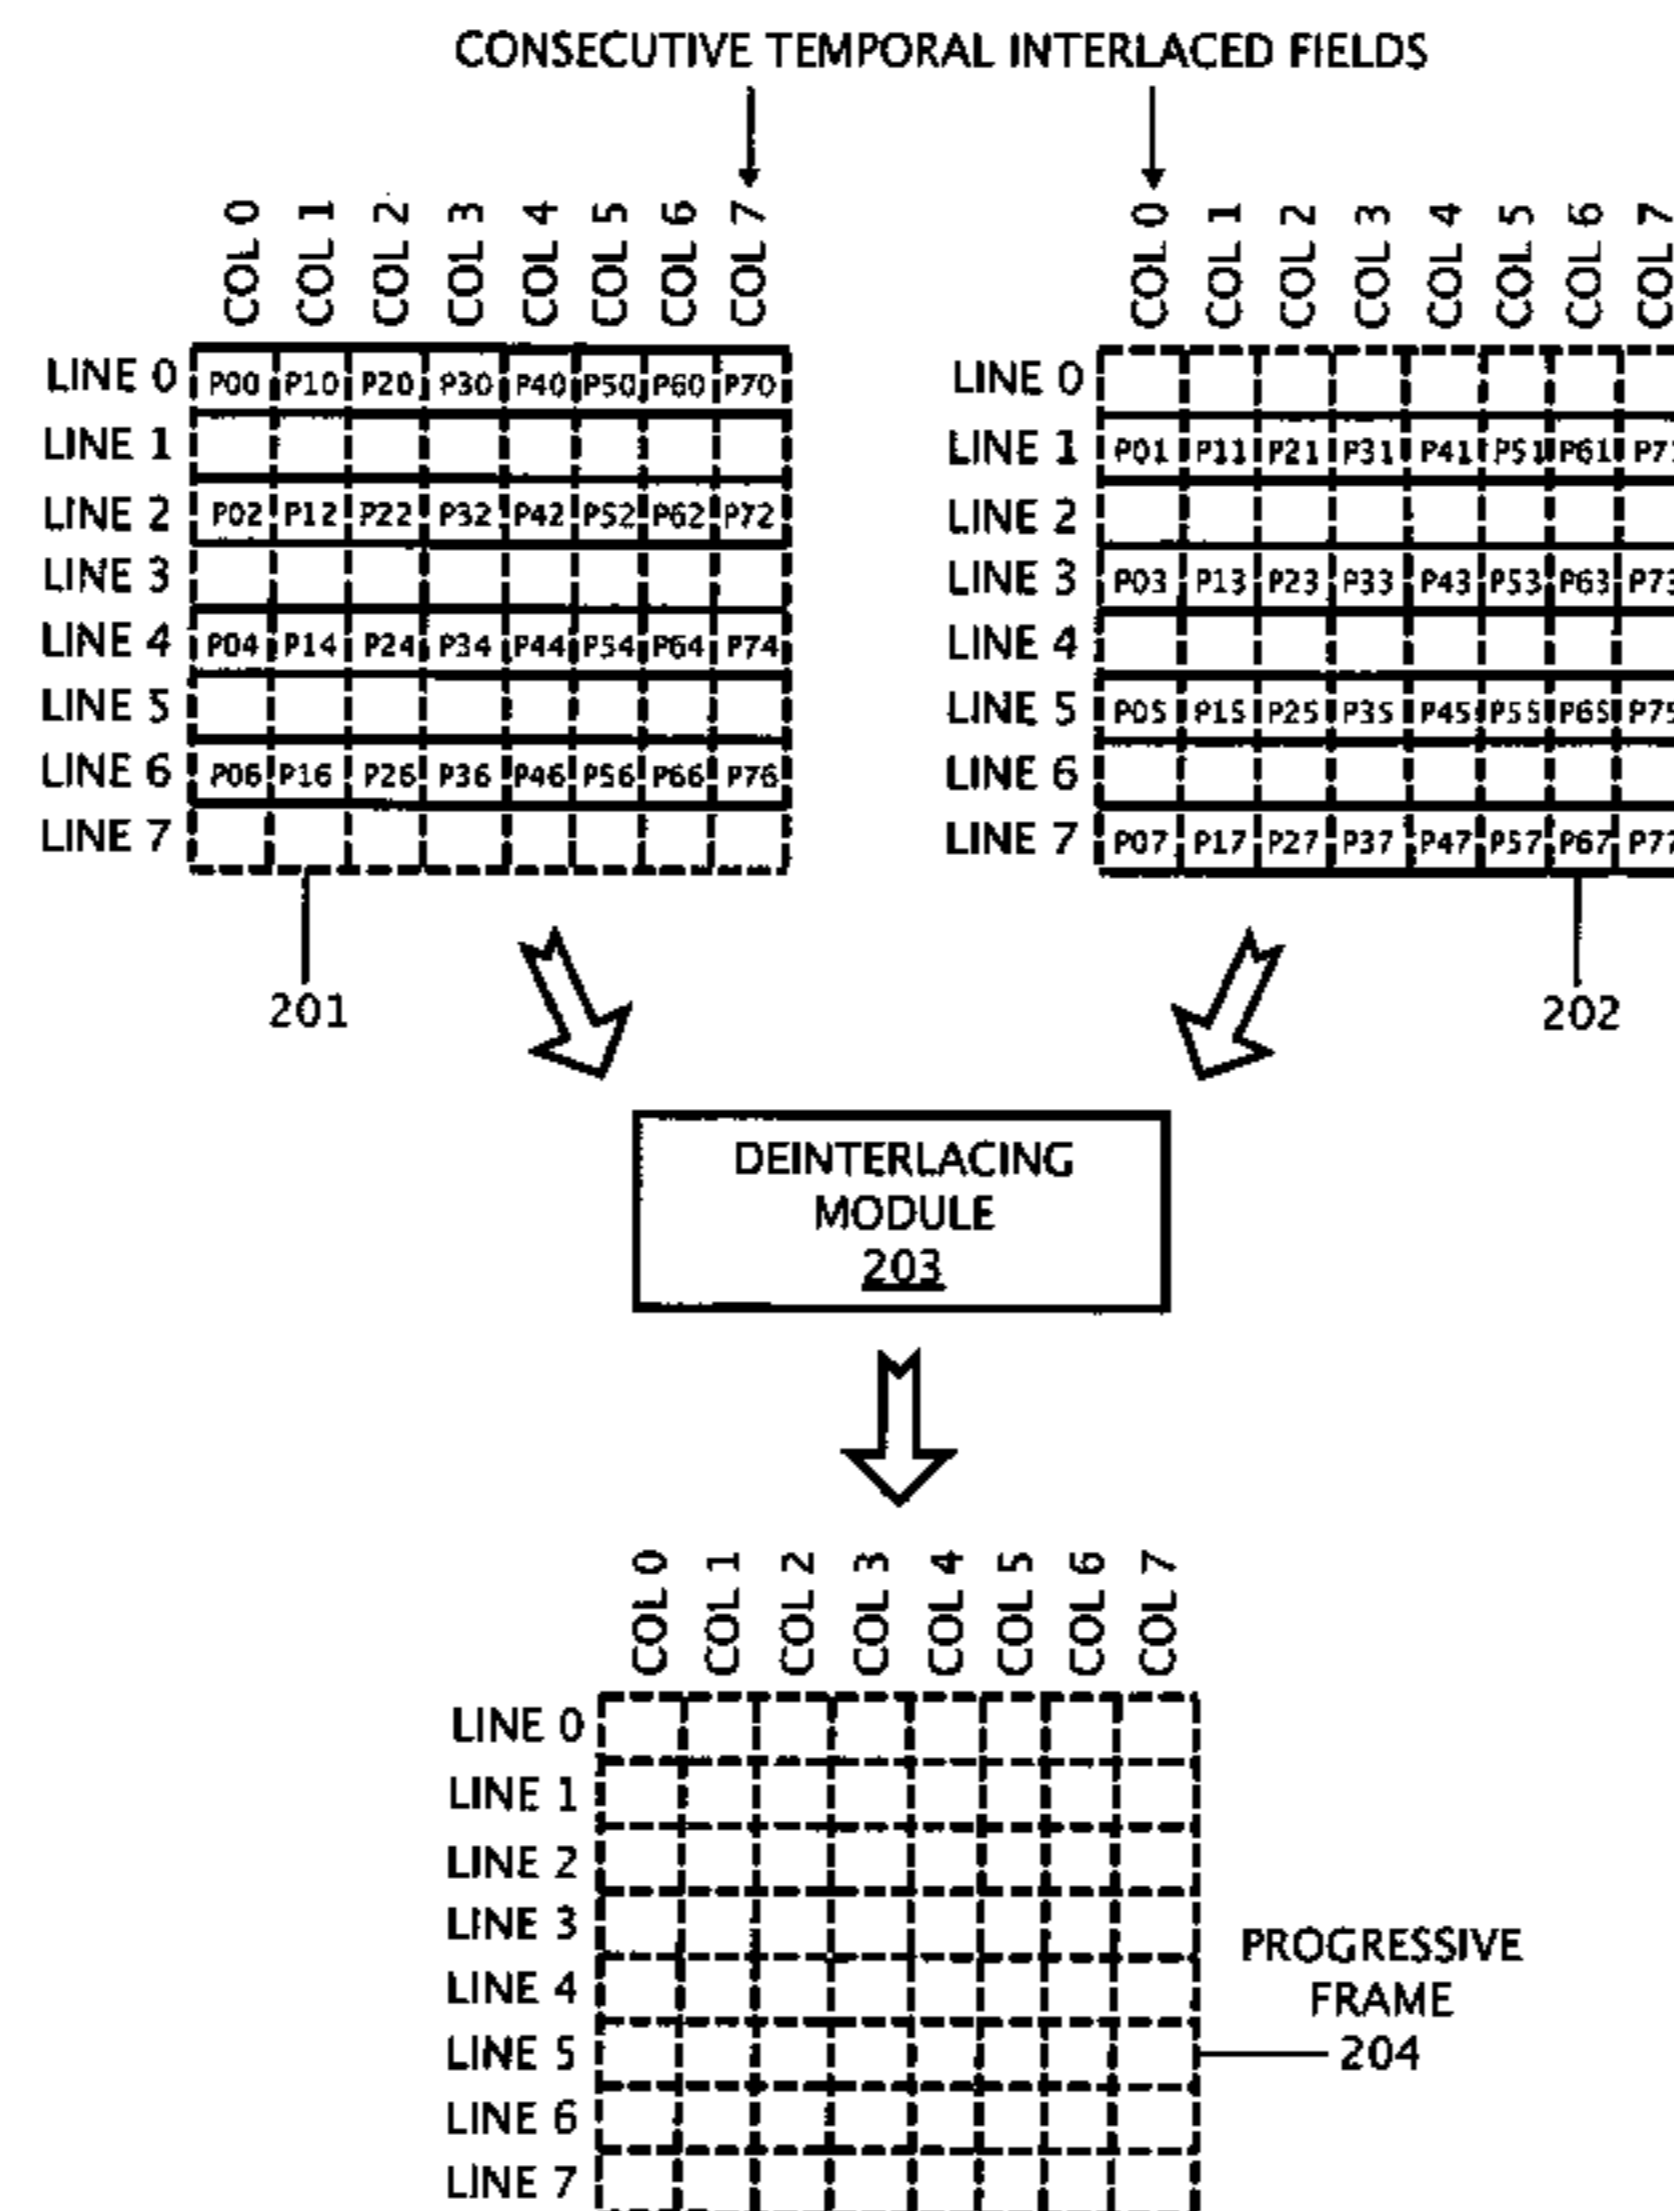 CONSECUTIVE TEMPORAL INTERLACED FIELDS
COL 0 COL 1 COL 2 COL 3 COL 4 COL 5 COL 6 COL 7
LINE 0 P00 P10 P20 P30 P40 P50 P60 P70
LINE 1
LINE 2 P02 P12 P22 P32 P42 P52 P62 P72
LINE 3
LINE 4 P04 P14 P24 P34 P44 P54 P64 P74
LINE 5
LINE 6 P06 P16 P26 P36 P46 P56 P66 P76
LINE 7
201
COL 0 COL 1 COL 2 COL 3 COL 4 COL 5 COL 6 COL 7
LINE 0
LINE 1 P01 P11 P21 P31 P41 P51 P61
LINE 2
LINE 3 P03 P13 P23 P33 P43 P53 P63 P73
LINE 4
LINE 5 P05 P15 P25 P35 P45 P55 P65 P75
LINE 6
LINE 7 P07 P17 P27 P37 P47 P57 P67 P77
202
DEINTERLACING
MODULE
203
COL 0 COL 1 COL 2 COL 3 COL 4 COL 5 COL 6 COL 7
LINE 0
LINE 1
LINE 2
LINE 3
LINE 4
LINE 5
LINE 6
LINE 7
PROGRESSIVE
FRAME
204